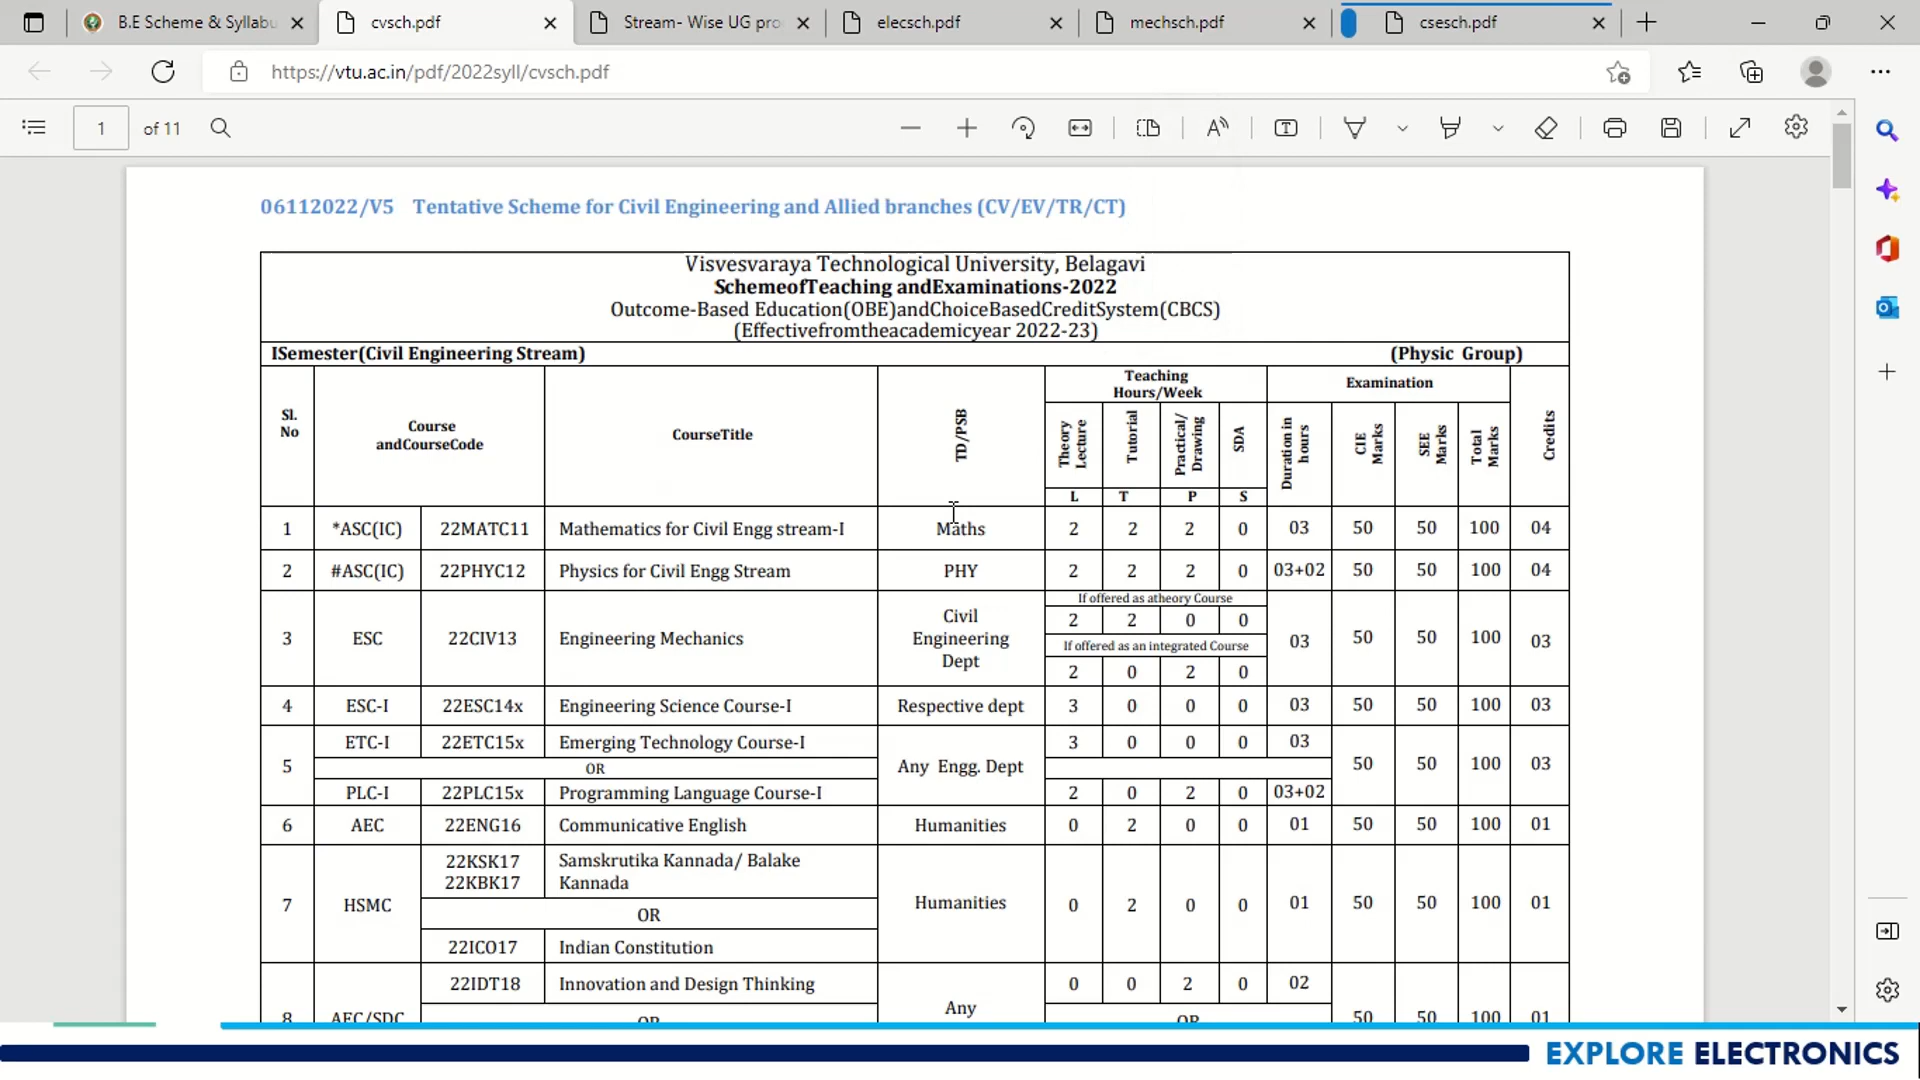 B.E Scheme & Syllabu
cvsch.pdf
Stream- Wise UG pro
elecsch.pdf
mechsch.pdf
csesch.pdf
https://vtu.ac.in/pdf/2022syll/cvsch.pdf
1 of 11
06112022/V5 Tentative Scheme for Civil Engineering and Allied branches (CV/EV/TR/CT)
Visvesvaraya Technological University, Belagavi
SchemeofTeaching andExaminations-2022
Outcome-Based Education(OBE)andChoiceBasedCreditSystem(CBCS)
(Effectivefromtheacademicyear 2022-23)
ISemester(Civil Engineering Stream) (Physic Group)
Sl. No
Course andCourseCode
CourseTitle
TD/PSB
Teaching Hours/Week
Examination
Credits
Theory Lecture
Tutorial
Practical/ Drawing
SDA
Duration in hours
CIE Marks
SEE Marks
Total Marks
L T P S
1 *ASC(IC) 22MATC11 Mathematics for Civil Engg stream-I Maths 2 2 2 0 03 50 50 100 04
2 #ASC(IC) 22PHYC12 Physics for Civil Engg Stream PHY 2 2 2 0 03+02 50 50 100 04
If offered as atheory Course
2 2 0 0
3 ESC 22CIV13 Engineering Mechanics Civil Engineering Dept 03 50 50 100 03
If offered as an integrated Course
2 0 2 0
4 ESC-I 22ESC14x Engineering Science Course-I Respective dept 3 0 0 0 03 50 50 100 03
ETC-I 22ETC15x Emerging Technology Course-I 3 0 0 0 03
5 OR Any Engg. Dept 50 50 100 03
PLC-I 22PLC15x Programming Language Course-I 2 0 2 0 03+02
6 AEC 22ENG16 Communicative English Humanities 0 2 0 0 01 50 50 100 01
22KSK17 Samskrutika Kannada/ Balake
22KBK17 Kannada
7 HSMC OR Humanities 0 2 0 0 01 50 50 100 01
22ICO17 Indian Constitution
22IDT18 Innovation and Design Thinking 0 0 2 0 02
8 AEC/SDC OR Any OR 50 50 100 01
EXPLORE ELECTRONICS